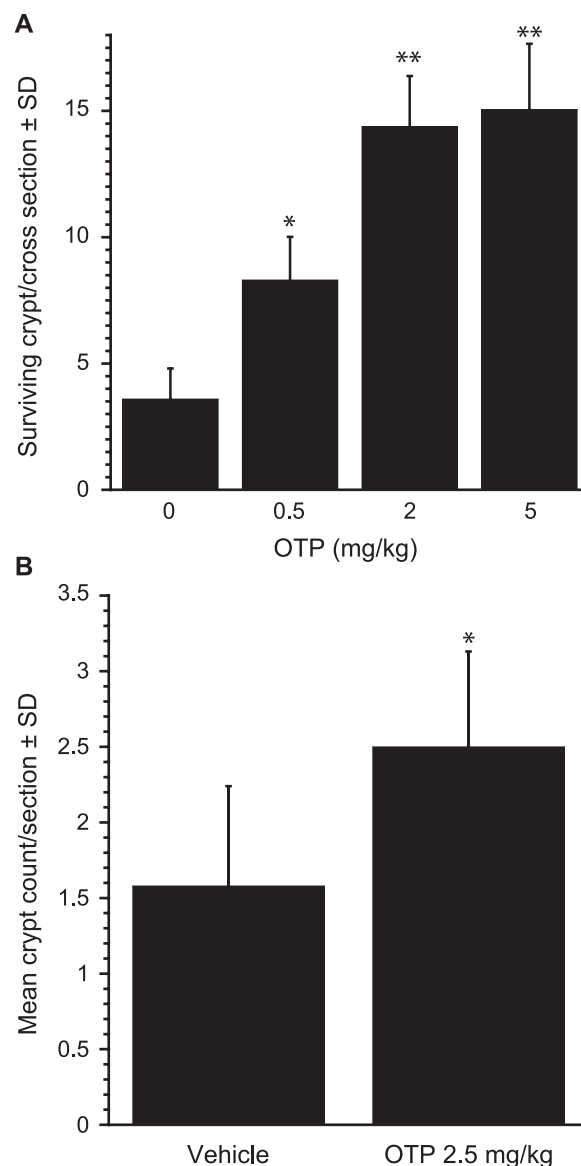 A
Surviving crypt/cross section ± SD
15
10
5
0
*
**
**
0
0.5
2
5
OTP (mg/kg)
B
Mean crypt count/section ± SD
3.5
3
2.5
2
1.5
1
0.5
0
*
Vehicle
OTP 2.5 mg/kg